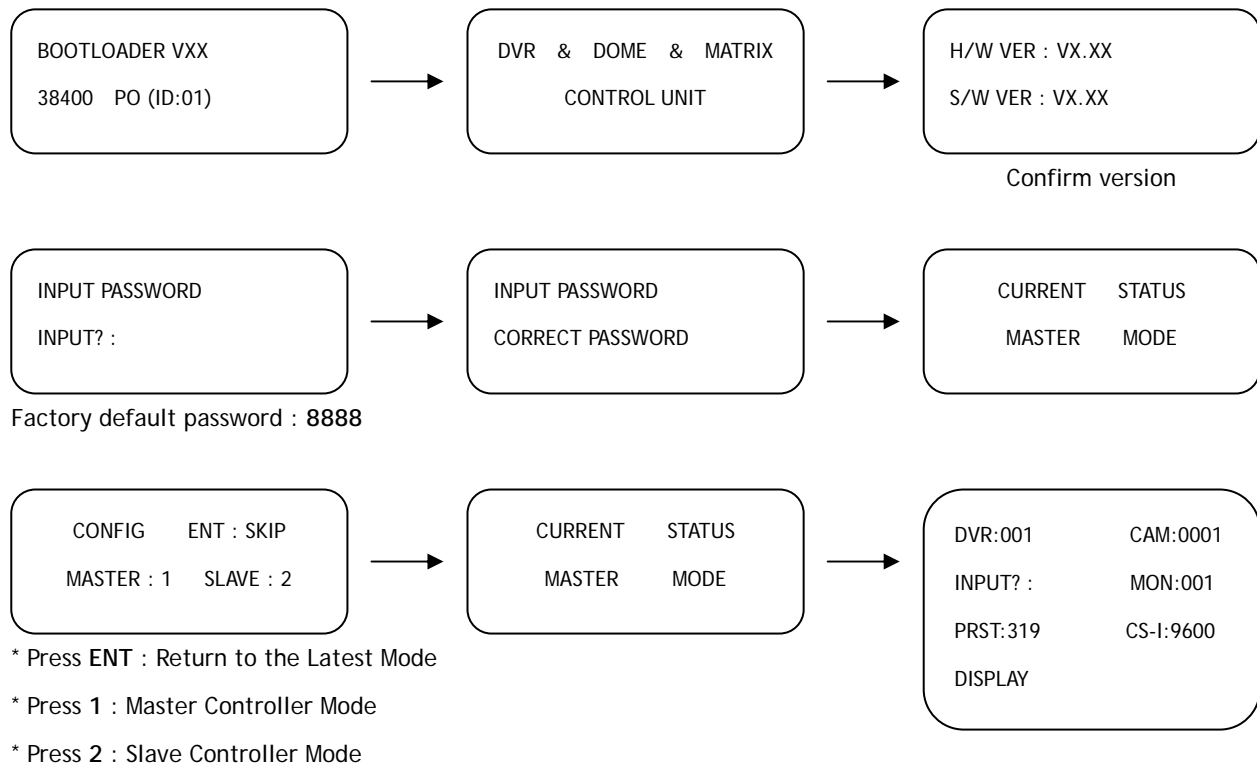 BOOTLOADER VXX
38400 PO (ID:01)
DVR & DOME & MATRIX
CONTROL UNIT
H/W VER : VX.XX
S/W VER : VX.XX
Confirm version
INPUT PASSWORD
INPUT? :
INPUT PASSWORD
CORRECT PASSWORD
CURRENT STATUS
MASTER MODE
Factory default password : 8888
CONFIG ENT : SKIP
MASTER : 1 SLAVE : 2
CURRENT STATUS
MASTER MODE
DVR:001 CAM:0001
INPUT? : MON:001
PRST:319 CS-I:9600
DISPLAY
* Press ENT : Return to the Latest Mode
* Press 1 : Master Controller Mode
* Press 2 : Slave Controller Mode